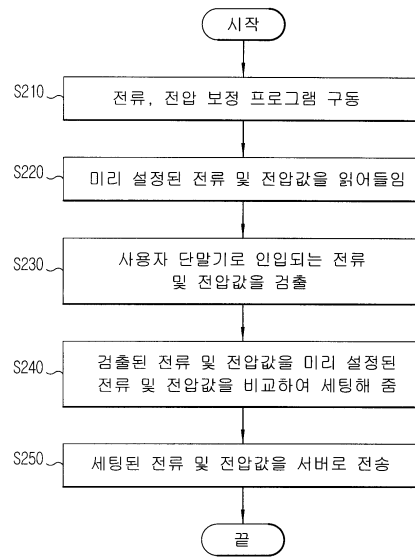 시작
S210
전류, 전압 보정 프로그램 구동
S220
미리 설정된 전류 및 전압값을 읽어들임
S230
사용자 단말기로 인입되는 전류
및 전압값을 검출
S240
검출된 전류 및 전압값을 미리 설정된
전류 및 전압값을 비교하여 세팅해 줌
S250
세팅된 전류 및 전압값을 서버로 전송
끝